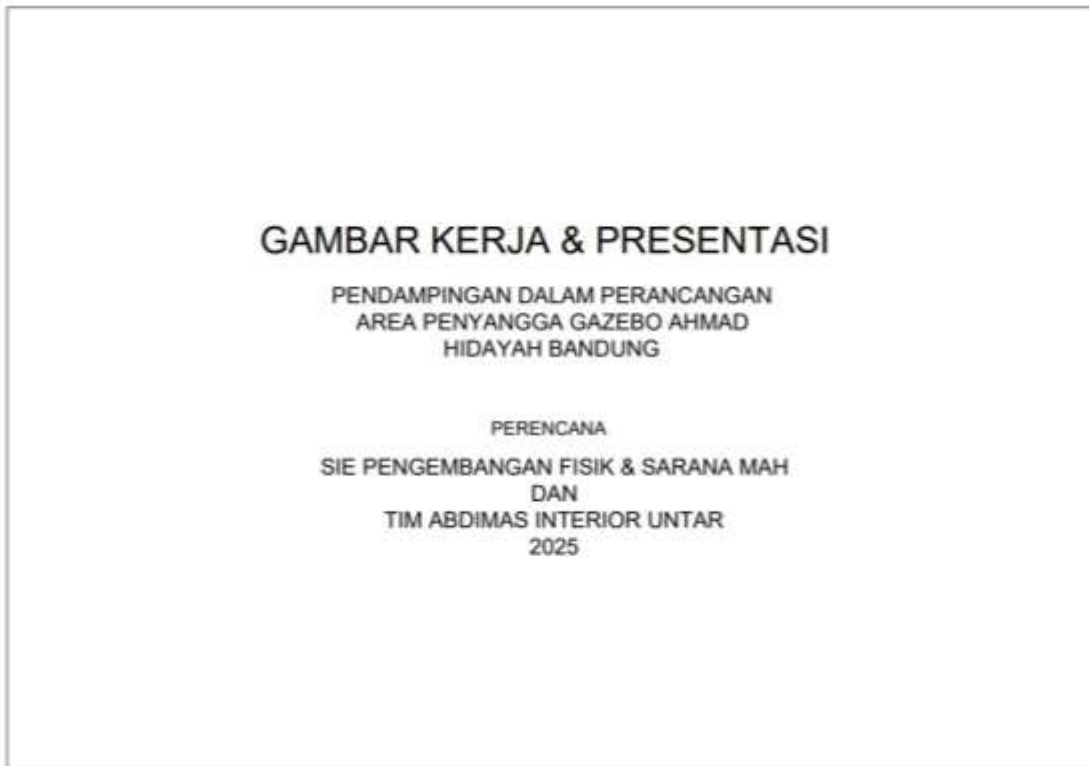 GAMBAR KERJA & PRESENTASI
PENDAMPINGAN DALAM PERANCANGAN
AREA PENYANGGA GAZEBO AHMAD
HIDAYAH BANDUNG
PERENCANA
SIE PENGEMBANGAN FISIK & SARANA MAH
DAN
TIM ABDIMAS INTERIOR UNTAR
2025